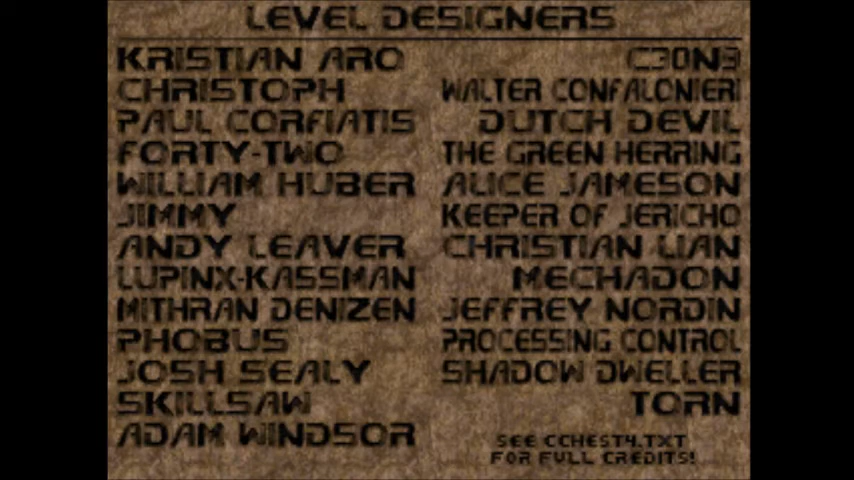 LEVEL DESIGNERS
KRISTIAN ARO
CHRISTOPH
PAUL CORFIATIS
FORTY-TWO
WILLIAM HUBER
JIMMY
ANDY LEAVER
LUPINX-KASSMAN
MITHRAN DENIZEN
PHOBUS
JOSH SEALY
SKILLSAW
ADAM WINDSOR
C30N9
WALTER CONFALONIERI
DUTCH DEVIL
THE GREEN HERRING
ALICE JAMESON
KEEPER OF JERICHO
CHRISTIAN LIAN
MECHADON
JEFFREY NORDIN
PROCESSING CONTROL
SHADOW DWELLER
TORN
SEE CCHEST4.TXT
FOR FULL CREDITS!